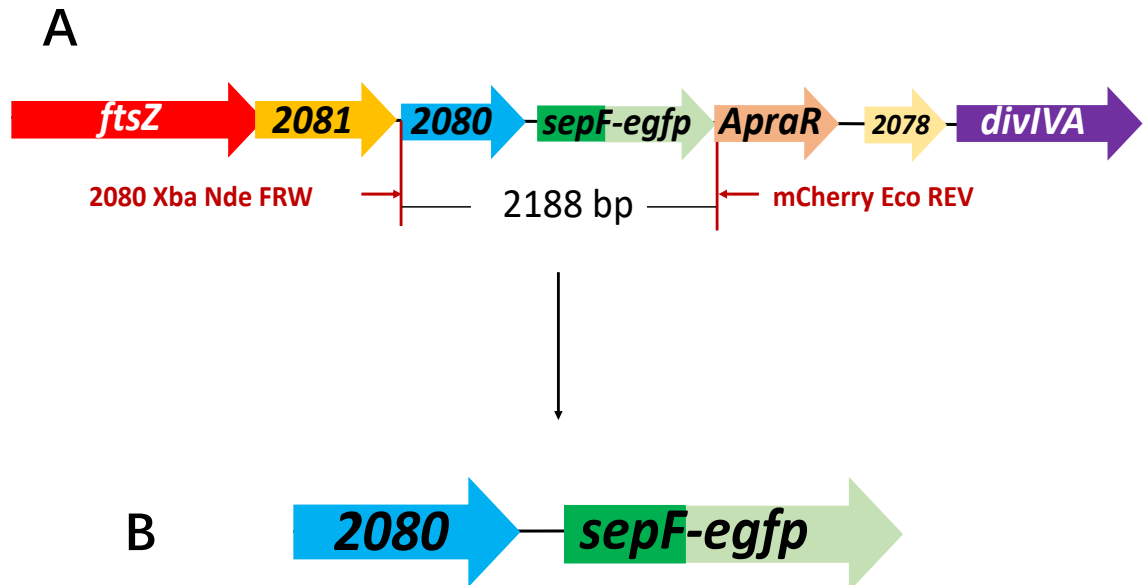 A
ftsZ 2081 2080 sepF-egfp ApraR 2078 divIVA
2080 Xba Nde FRW 2188 bp mCherry Eco REV
B 2080 sepF-egfp